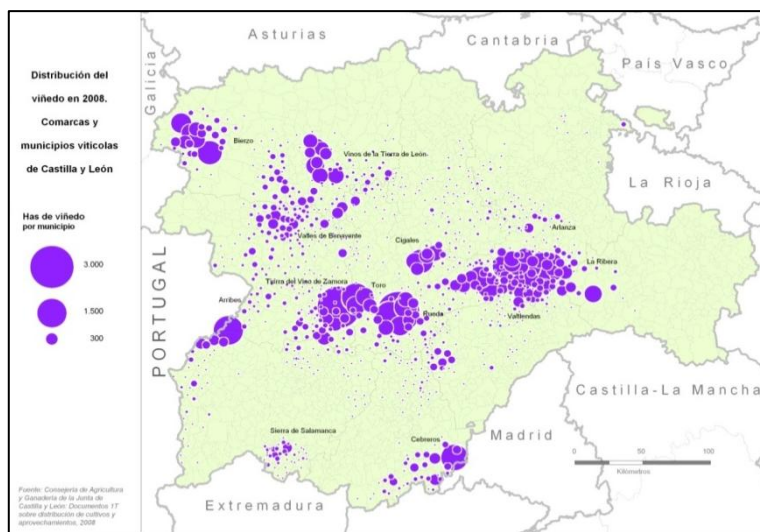 Distribución del
viñedo en 2008.
Comarcas y
municipios vitícolas
de Castilla y León
Has de viñedo
por municipio
3.000
1.500
300
Fuente: Consejería de Agricultura
y Ganadería de la Junta de
Castilla y León: Documentos 1T
sobre distribución de cultivos y
aprovechamientos, 2008
Asturias
Cantabria
País Vasco
Galicia
Bierzo
Vinos de la Tierra de León
La Rioja
Valles de Benavente
Cigales
Arlanza
La Ribera
PORTUGAL
Tierra del Vino de Zamora
Toro
Arribes
Rueda
Valtiendas
Castilla-La Mancha
Sierra de Salamanca
Cebreros
Madrid
0 50 100
Kilómetros
Extremadura